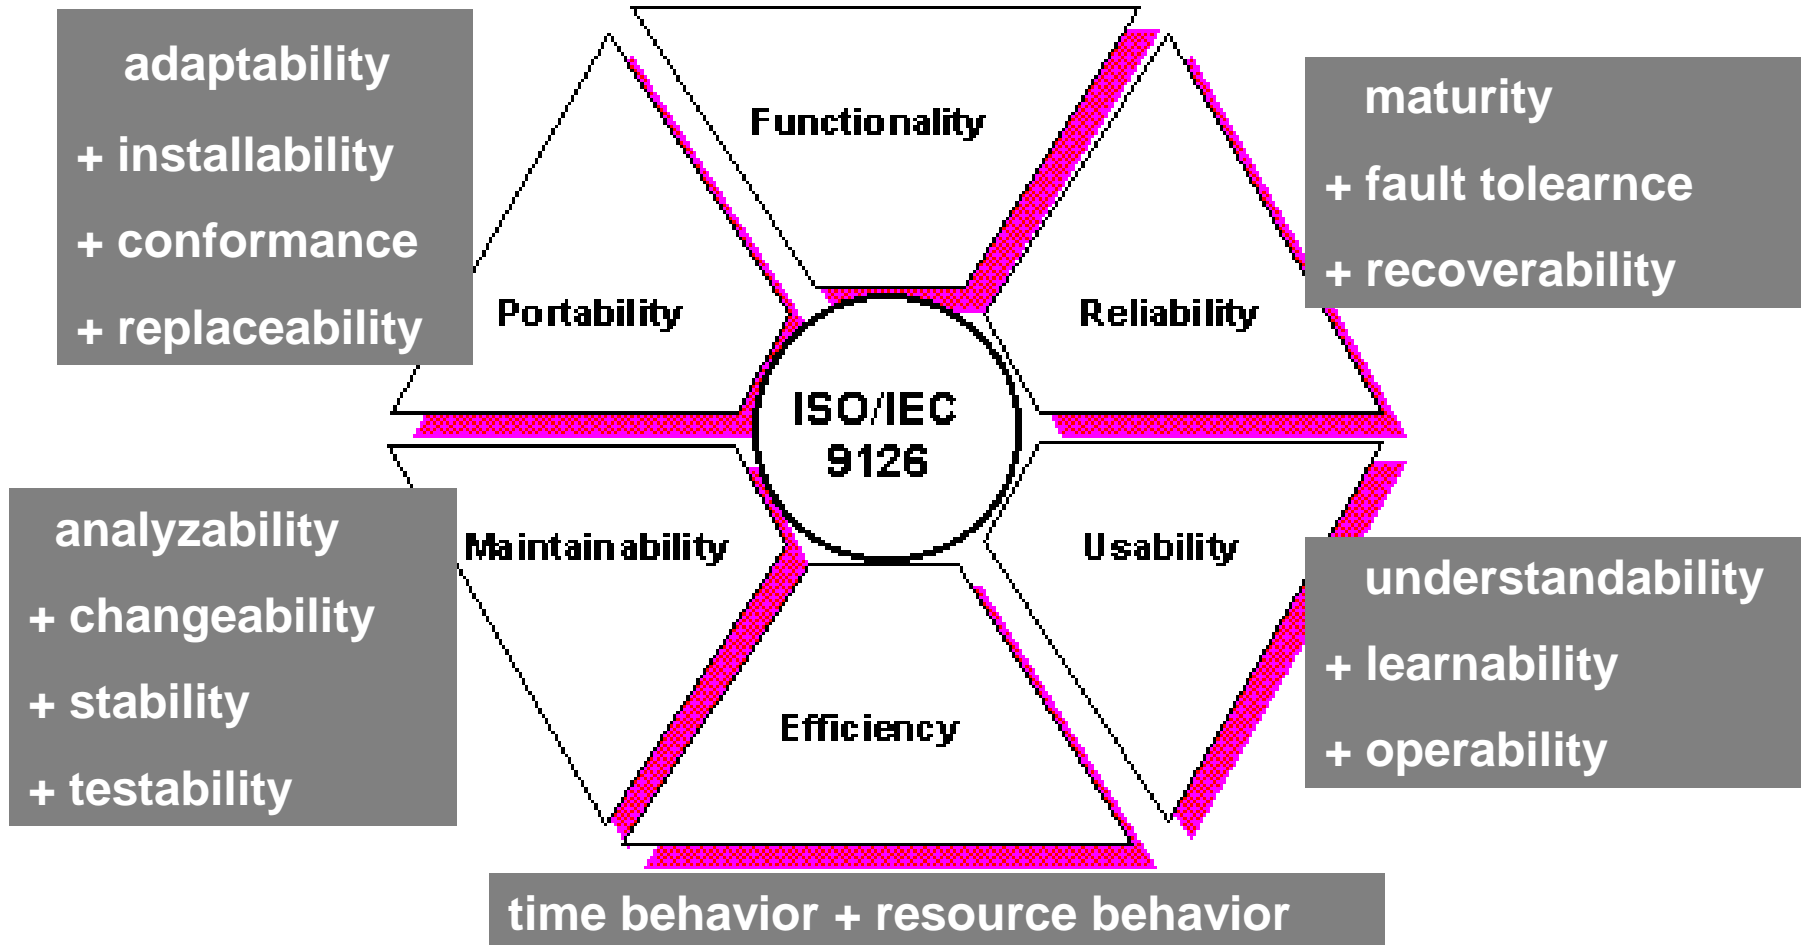 adaptability
+ installability
+ conformance
+ replaceability
Functionality
maturity
+ fault tolearnce
+ recoverability
Portability
Reliability
ISO/IEC
9126
analyzability
+ changeability
+ stability
+ testability
Maintainability
Usability
understandability
+ learnability
+ operability
Efficiency
time behavior + resource behavior